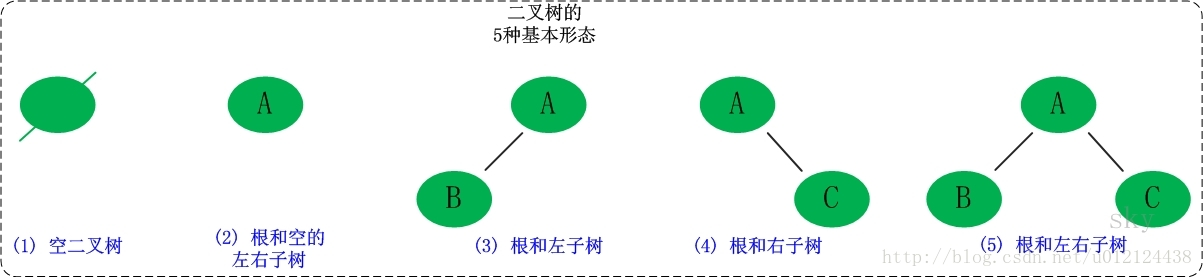 二叉树的
5种基本形态
A
A
A
A
B
C
B
C
sky
(1) 空二叉树
(2) 根和空的
左右子树
(3) 根和左子树
(4) 根和右子树
(5) 根和左右子树
http://blog.csdn.net/u012124438